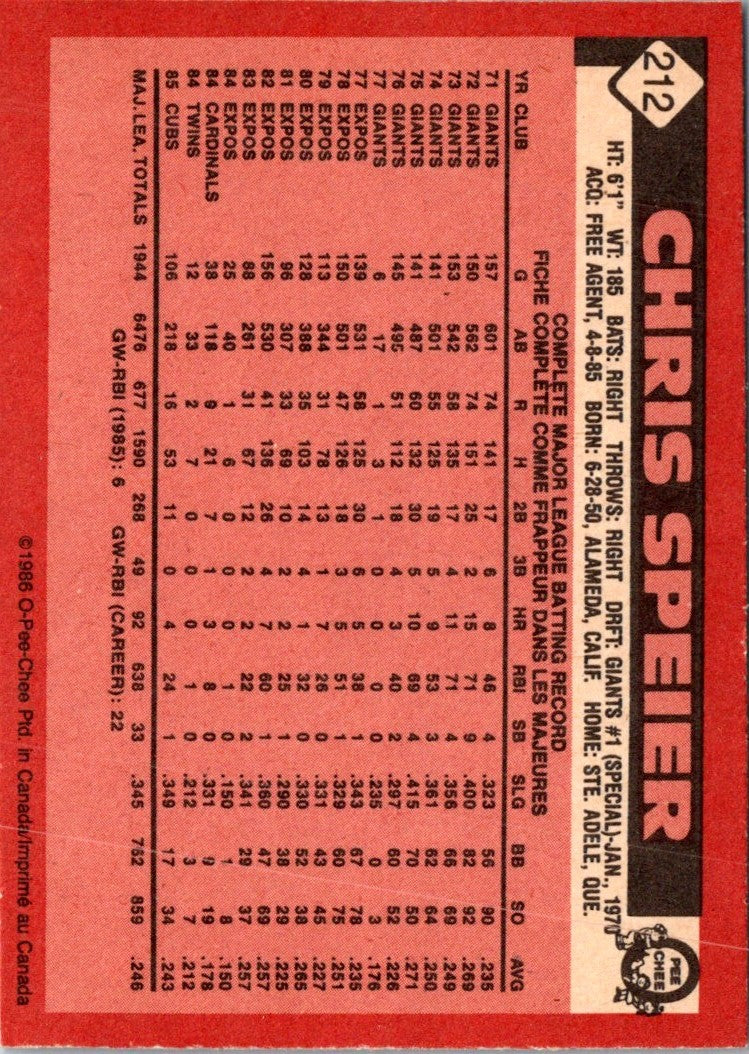 212
CHRIS SPEIER
HT: 6'1" WT: 185 BATS: RIGHT THROWS: RIGHT DRFT: GIANTS #1 (SPECIAL)-JAN., 1970
ACQ: FREE AGENT, 4-8-85 BORN: 6-28-50, ALAMEDA, CALIF. HOME: STE. ADELE, QUE.
O
PEE
CHEE
COMPLETE MAJOR LEAGUE BATTING RECORD
FICHE COMPLÈTE COMME FRAPPEUR DANS LES MAJEURES
YR CLUB G AB R H 2B 3B HR RBI SB SLG BB SO AVG
71 GIANTS 157 601 74 141 17 6 8 46 4 .323 56 90 .235
72 GIANTS 150 562 74 151 25 2 15 71 9 .400 82 92 .269
73 GIANTS 153 542 58 135 17 4 11 71 4 .356 66 69 .249
74 GIANTS 141 501 55 125 19 5 9 53 3 .361 62 64 .250
75 GIANTS 141 487 60 132 30 5 10 69 4 .415 70 50 .271
76 GIANTS 145 495 51 112 18 4 3 40 2 .297 60 52 .226
77 GIANTS 6 17 1 3 1 0 0 0 0 .235 0 3 .176
77 EXPOS 139 531 58 125 30 6 5 38 1 .343 67 78 .235
78 EXPOS 150 501 47 126 18 3 5 51 1 .329 60 75 .251
79 EXPOS 113 344 31 78 13 1 7 26 0 .331 43 45 .227
80 EXPOS 128 388 35 103 14 4 1 32 0 .330 52 38 .265
81 EXPOS 96 307 33 69 10 2 2 25 1 .290 38 29 .225
82 EXPOS 156 530 41 136 26 4 7 60 1 .360 47 69 .257
83 EXPOS 88 261 31 67 12 2 2 22 2 .341 29 37 .257
84 EXPOS 25 40 1 6 0 0 0 1 0 .150 1 8 .150
84 CARDINALS 38 118 9 21 7 1 3 8 0 .331 9 19 .178
84 TWINS 12 33 2 7 0 0 0 1 0 .212 3 7 .212
85 CUBS 106 218 16 53 11 0 4 24 1 .349 17 34 .243
MAJ. LEA. TOTALS 1944 6476 677 1590 268 49 92 638 33 .345 762 859 .246
GW-RBI (1985): 6 GW-RBI (CAREER): 22
©1986 O-Pee-Chee Ptd. in Canada/Imprimé au Canada